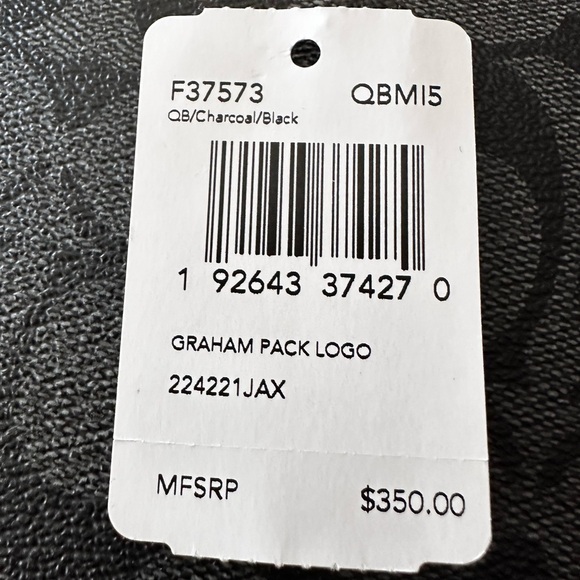 F37573 QBMI5
QB/Charcoal/Black
1 92643 37427 0
GRAHAM PACK LOGO
224221JAX
MFSRP $350.00